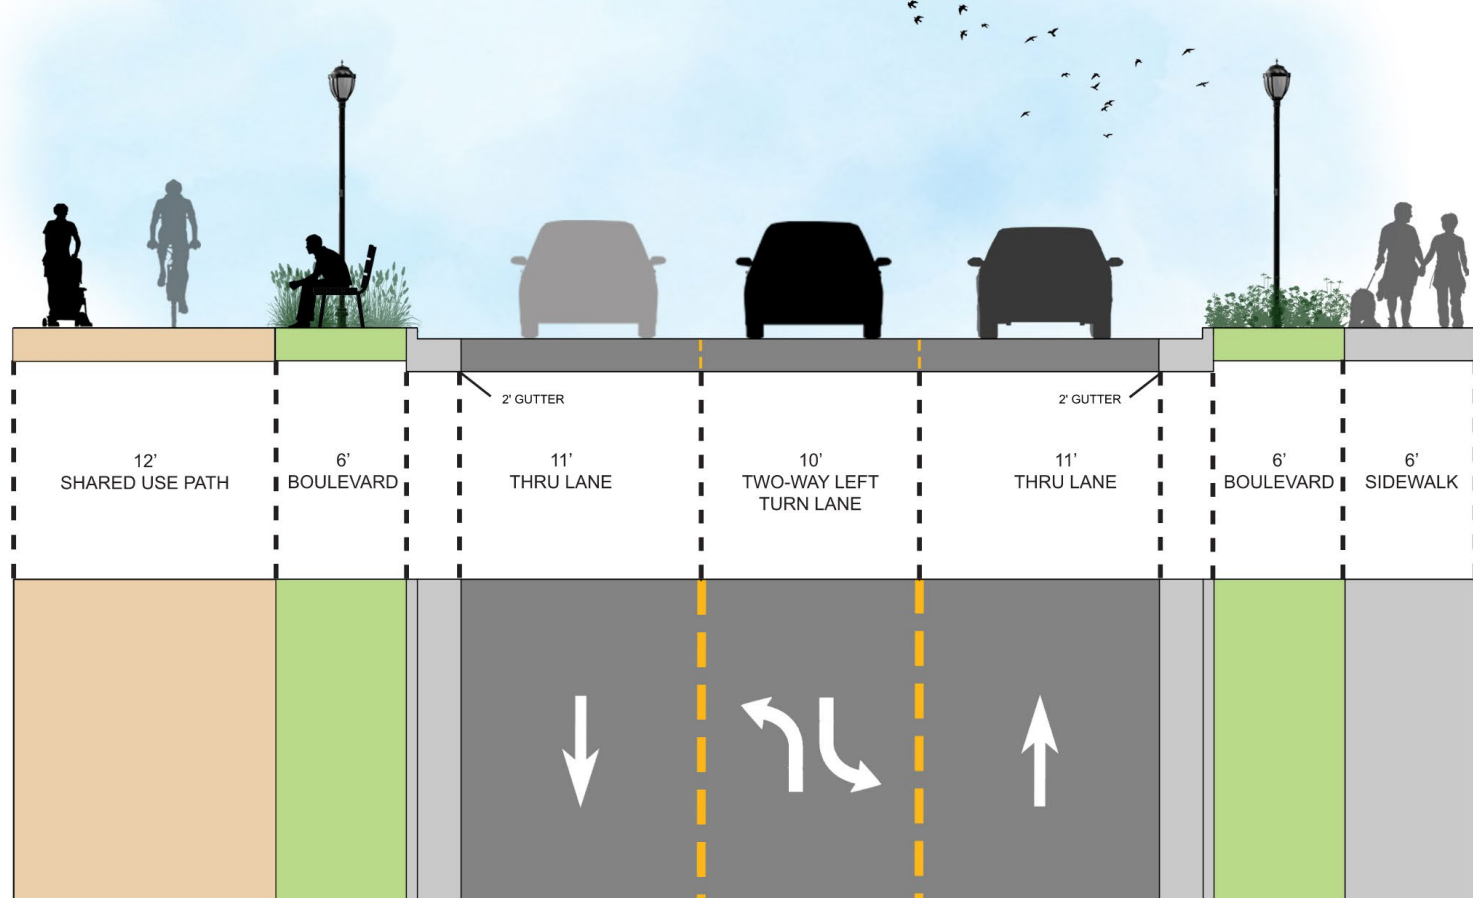 2' GUTTER
2' GUTTER
12’
SHARED USE PATH
6’
BOULEVARD
11’
THRU LANE
10’
TWO-WAY LEFT
TURN LANE
11’
THRU LANE
6’
BOULEVARD
6’
SIDEWALK